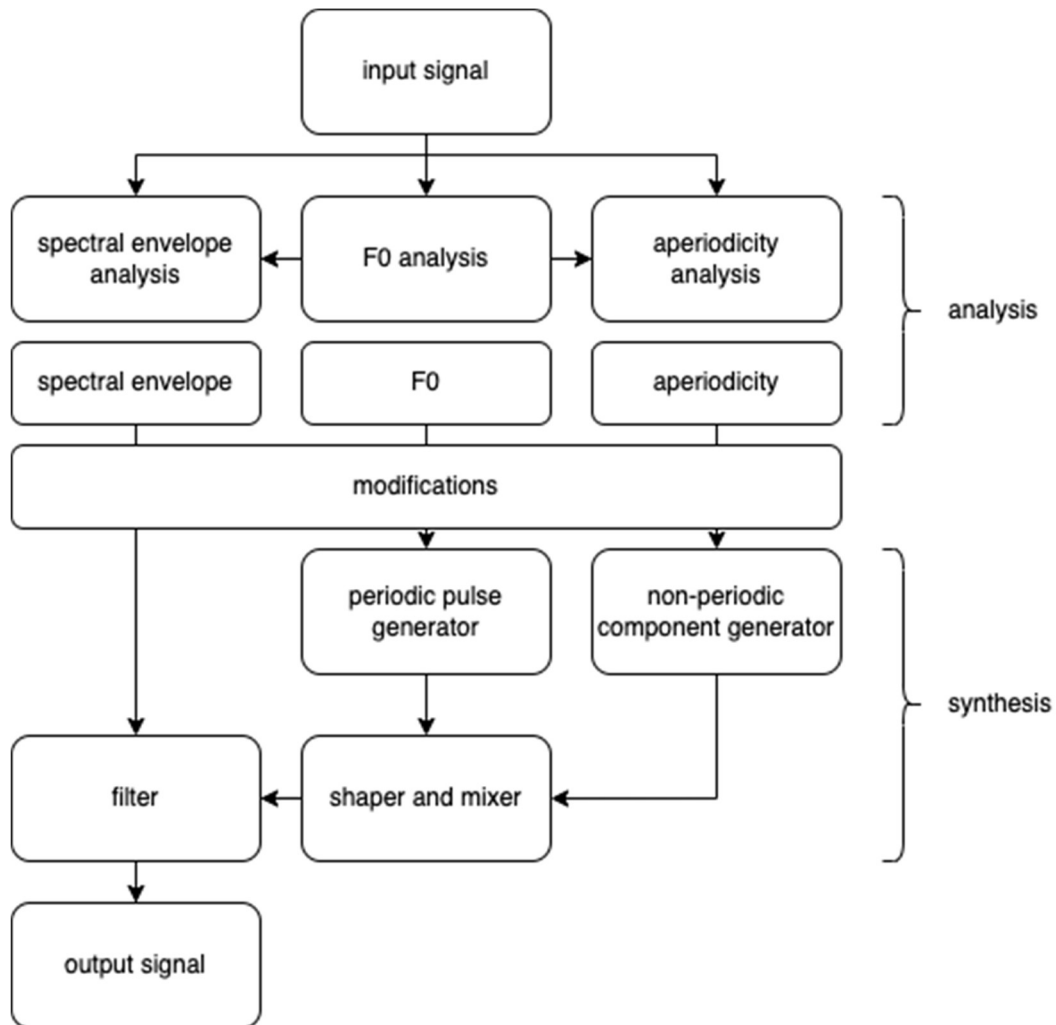 input signal
spectral envelope
analysis
F0 analysis
aperiodicity
analysis
analysis
spectral envelope
F0
aperiodicity
modifications
periodic pulse
generator
non-periodic
component generator
synthesis
filter
shaper and mixer
output signal